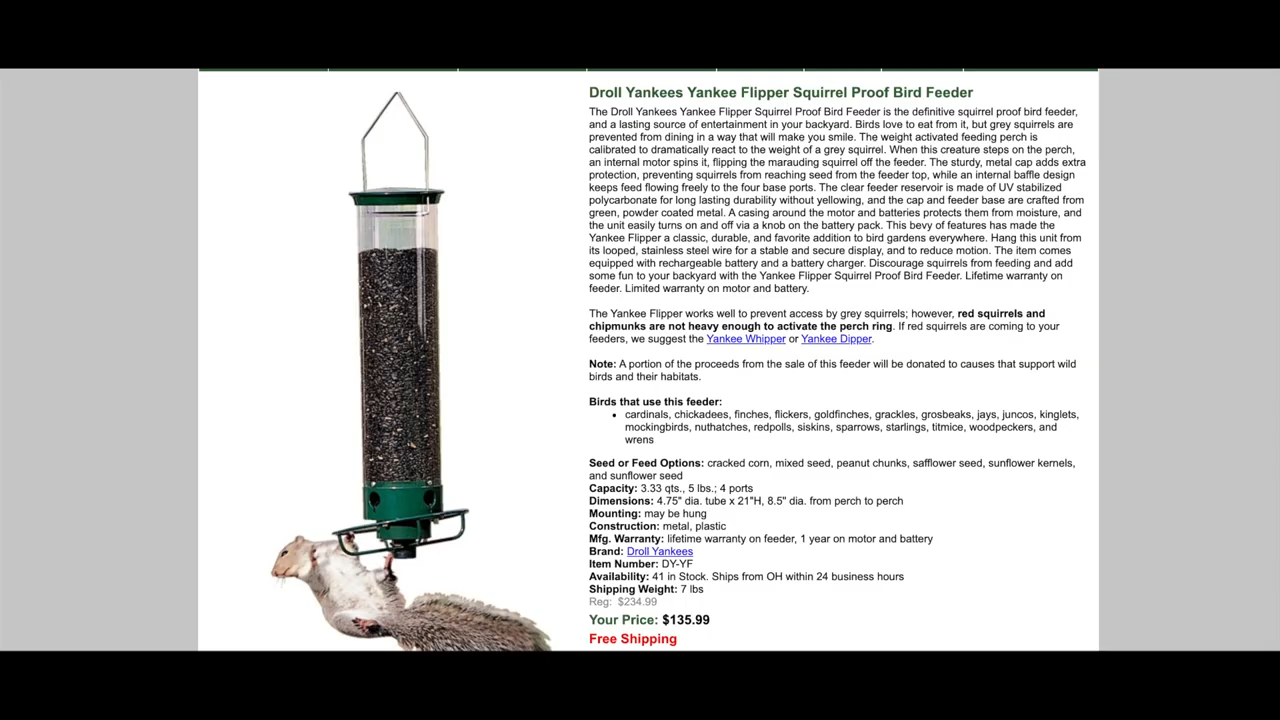 Droll Yankees Yankee Flipper Squirrel Proof Bird Feeder
The Droll Yankees Yankee Flipper Squirrel Proof Bird Feeder is the definitive squirrel proof bird feeder,
and a lasting source of entertainment in your backyard. Birds love to eat from it, but grey squirrels are
prevented from dining in a way that will make you smile. The weight activated feeding perch is
calibrated to dramatically react to the weight of a grey squirrel. When this creature steps on the perch,
an internal motor spins it, flipping the marauding squirrel off the feeder. The sturdy, metal cap adds extra
protection, preventing squirrels from reaching seed from the feeder top, while an internal baffle design
keeps feed flowing freely to the four base ports. The clear feeder reservoir is made of UV stabilized
polycarbonate for long lasting durability without yellowing, and the cap and feeder base are crafted from
green, powder coated metal. A casing around the motor and batteries protects them from moisture, and
the unit easily turns on and off via a knob on the battery pack. This bevy of features has made the
Yankee Flipper a classic, durable, and favorite addition to bird gardens everywhere. Hang this unit from
its looped, stainless steel wire for a stable and secure display, and to reduce motion. The item comes
equipped with rechargeable battery and a battery charger. Discourage squirrels from feeding and add
some fun to your backyard with the Yankee Flipper Squirrel Proof Bird Feeder. Lifetime warranty on
feeder. Limited warranty on motor and battery.
The Yankee Flipper works well to prevent access by grey squirrels; however, red squirrels and
chipmunks are not heavy enough to activate the perch ring. If red squirrels are coming to your
feeders, we suggest the Yankee Whipper or Yankee Dipper.
Note: A portion of the proceeds from the sale of this feeder will be donated to causes that support wild
birds and their habitats.
Birds that use this feeder:
• cardinals, chickadees, finches, flickers, goldfinches, grackles, grosbeaks, jays, juncos, kinglets,
mockingbirds, nuthatches, redpolls, siskins, sparrows, starlings, titmice, woodpeckers, and
wrens
Seed or Feed Options: cracked corn, mixed seed, peanut chunks, safflower seed, sunflower kernels,
and sunflower seed
Capacity: 3.33 qts., 5 lbs.; 4 ports
Dimensions: 4.75" dia. tube x 21"H, 8.5" dia. from perch to perch
Mounting: may be hung
Construction: metal, plastic
Mfg. Warranty: lifetime warranty on feeder, 1 year on motor and battery
Brand: Droll Yankees
Item Number: DY-YF
Availability: 41 in Stock. Ships from OH within 24 business hours
Shipping Weight: 7 lbs
Reg: $234.99
Your Price: $135.99
Free Shipping